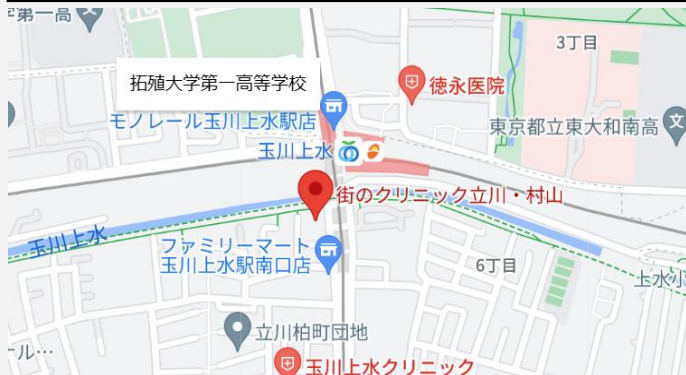 第一高
3丁目
拓殖大学第一高等学校
徳永医院
モノレール玉川上水駅店
東京都立東大和南高
玉川上水
街のクリニック立川・村山
玉川上水
ファミリーマート
玉川上水駅南口店
6丁目
上水小
立川柏町団地
ール…
玉川上水クリニック